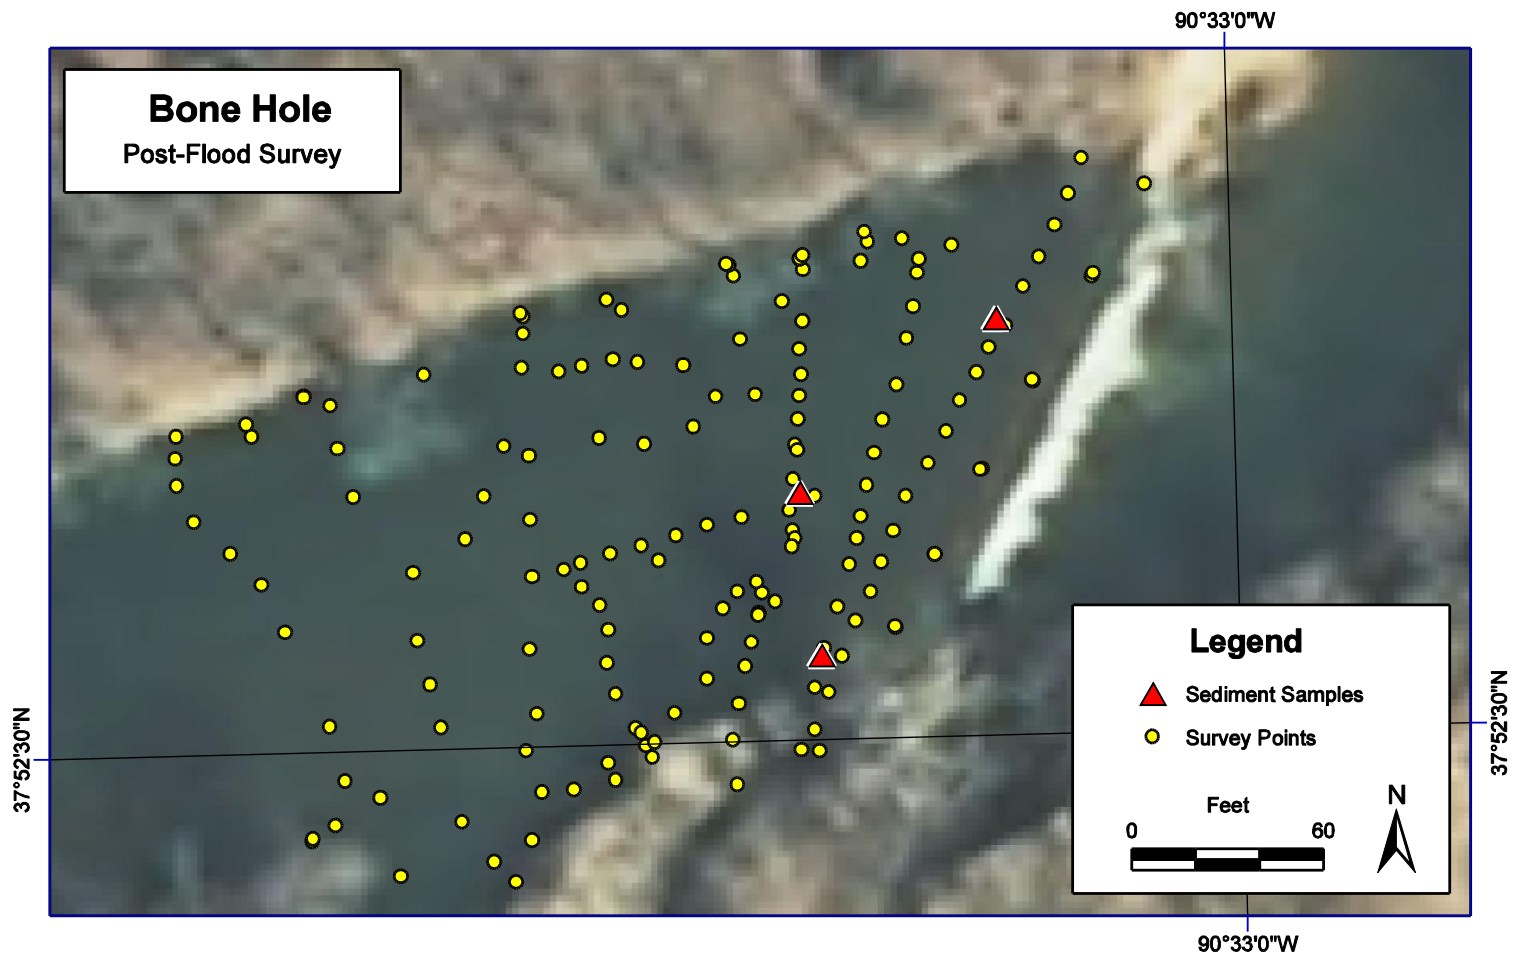 90°33'0"W
Bone Hole
Post-Flood Survey
37°52'30"N
37°52'30"N
Legend
Sediment Samples
Survey Points
Feet
0 60
N
90°33'0"W